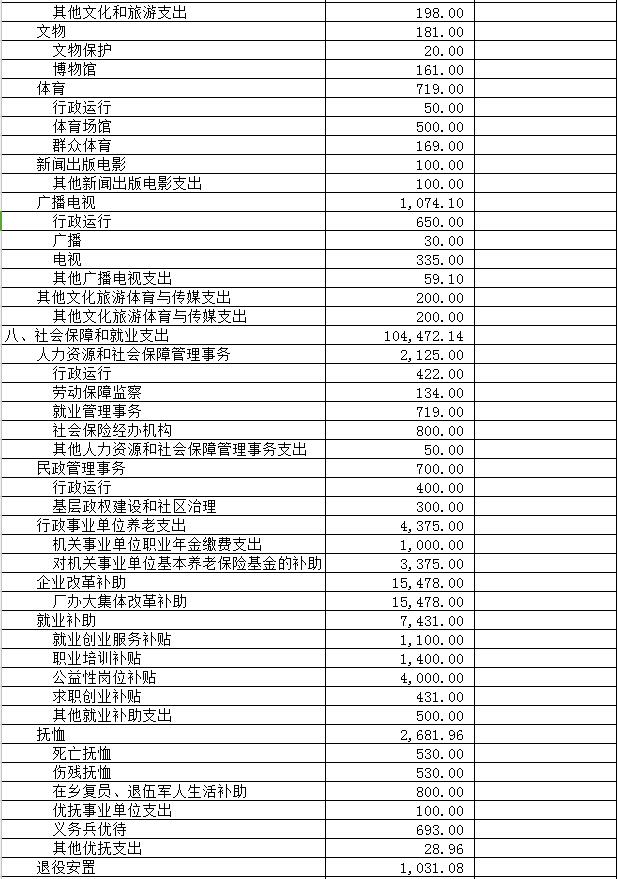 其他文化和旅游支出 198.00
文物 181.00
文物保护 20.00
博物馆 161.00
体育 719.00
行政运行 50.00
体育场馆 500.00
群众体育 169.00
新闻出版电影 100.00
其他新闻出版电影支出 100.00
广播电视 1,074.10
行政运行 650.00
广播 30.00
电视 335.00
其他广播电视支出 59.10
其他文化旅游体育与传媒支出 200.00
其他文化旅游体育与传媒支出 200.00
八、社会保障和就业支出 104,472.14
人力资源和社会保障管理事务 2,125.00
行政运行 422.00
劳动保障监察 134.00
就业管理事务 719.00
社会保险经办机构 800.00
其他人力资源和社会保障管理事务支出 50.00
民政管理事务 700.00
行政运行 400.00
基层政权建设和社区治理 300.00
行政事业单位养老支出 4,375.00
机关事业单位职业年金缴费支出 1,000.00
对机关事业单位基本养老保险基金的补助 3,375.00
企业改革补助 15,478.00
厂办大集体改革补助 15,478.00
就业补助 7,431.00
就业创业服务补贴 1,100.00
职业培训补贴 1,400.00
公益性岗位补贴 4,000.00
求职创业补贴 431.00
其他就业补助支出 500.00
抚恤 2,681.96
死亡抚恤 530.00
伤残抚恤 530.00
在乡复员、退伍军人生活补助 800.00
优抚事业单位支出 100.00
义务兵优待 693.00
其他优抚支出 28.96
退役安置 1,031.08